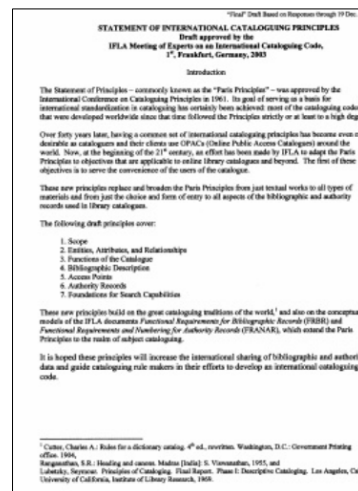 "Final" Draft Based on Responses through 19 Dec.
STATEMENT OF INTERNATIONAL CATALOGUING PRINCIPLES
Draft approved by the
IFLA Meeting of Experts on an International Cataloguing Code,
1st, Frankfurt, Germany, 2003
Introduction
The Statement of Principles – commonly known as the "Paris Principles" – was approved by the
International Conference on Cataloguing Principles in 1961. Its goal of serving as a basis for
international standardization in cataloguing has certainly been achieved: most of the cataloguing code
that were developed worldwide since that time followed the Principles strictly or at least to a high deg
Over forty years later, having a common set of international cataloguing principles has become even m
desirable as cataloguers and their clients use OPACs (Online Public Access Catalogues) around the
world. Now, at the beginning of the 21st century, an effort has been made by IFLA to adapt the Paris
Principles to objectives that are applicable to online library catalogues and beyond. The first of these
objectives is to serve the convenience of the users of the catalogue.
These new principles replace and broaden the Paris Principles from just textual works to all types of
materials and from just the choice and form of entry to all aspects of the bibliographic and authority
records used in library catalogues.
The following draft principles cover:
1. Scope
2. Entities, Attributes, and Relationships
3. Functions of the Catalogue
4. Bibliographic Description
5. Access Points
6. Authority Records
7. Foundations for Search Capabilities
These new principles build on the great cataloguing traditions of the world,1 and also on the conceptua
models of the IFLA documents Functional Requirements for Bibliographic Records (FRBR) and
Functional Requirements and Numbering for Authority Records (FRANAR), which extend the Paris
Principles to the realm of subject cataloguing.
It is hoped these principles will increase the international sharing of bibliographic and authori
data and guide cataloguing rule makers in their efforts to develop an international cataloguing
code.
1 Cutter, Charles A.: Rules for a dictionary catalog. 4th ed., rewritten. Washington, D.C.: Government Printing
office. 1904,
Ranganathan, S.R.: Heading and canons. Madras [India]: S. Viswanathan, 1955, and
Lubetzky, Seymour. Principles of Cataloging. Final Report. Phase I: Descriptive Cataloging. Los Angeles, Ca
University of California, Institute of Library Research, 1969.